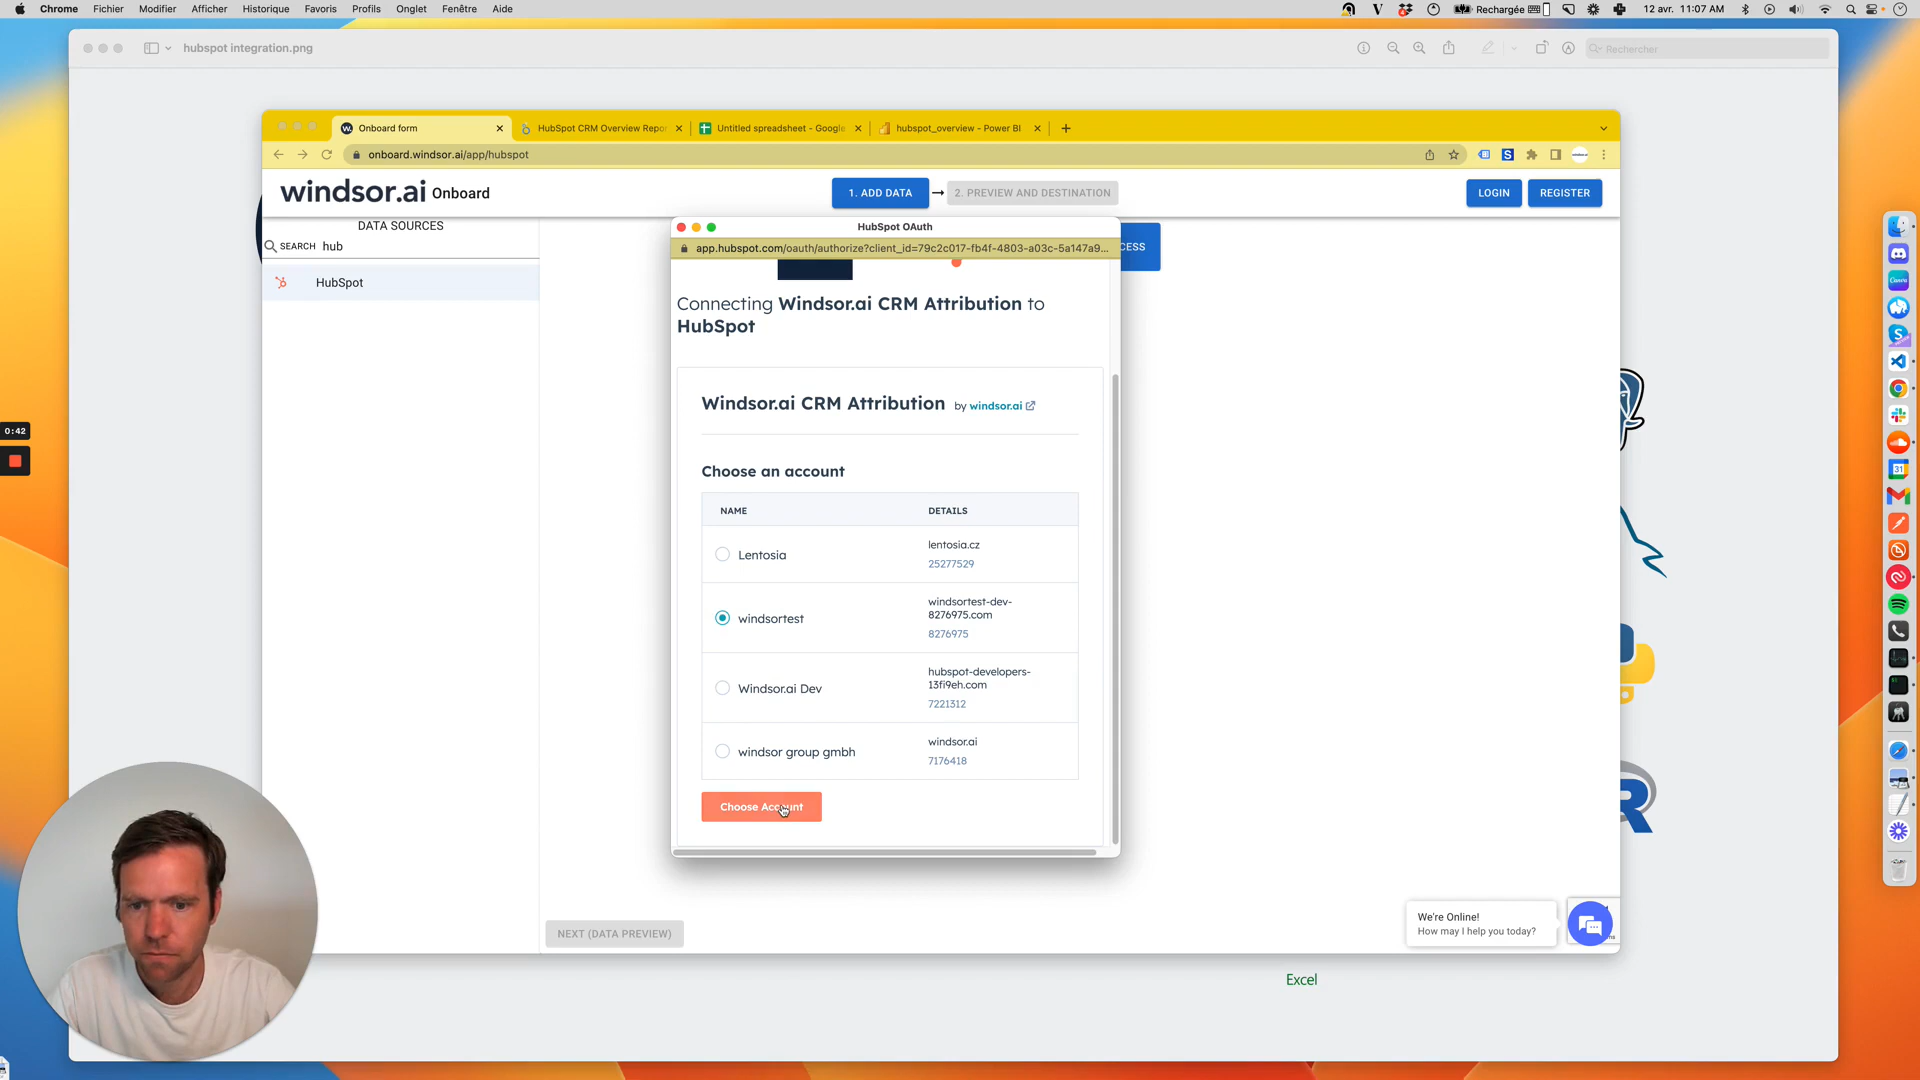 Chrome Fichier Modifier Afficher Historique Favoris Profils Onglet Fenêtre Aide
Rechargée 12 avr. 11:07 AM
hubspot integration.png
Rechercher
Onboard form
HubSpot CRM Overview Repor
Untitled spreadsheet - Google
hubspot_overview - Power BI
onboard.windsor.ai/app/hubspot
windsor.ai Onboard
1. ADD DATA
2. PREVIEW AND DESTINATION
LOGIN
REGISTER
DATA SOURCES
SEARCH hub
HubSpot
HubSpot OAuth
app.hubspot.com/oauth/authorize?client_id=79c2c017-fb4f-4803-a03c-5a147a9...
CESS
Connecting Windsor.ai CRM Attribution to
HubSpot
Windsor.ai CRM Attribution by windsor.ai
Choose an account
NAME DETAILS
Lentosia
lentosia.cz
25277529
windsortest
windsortest-dev-
8276975.com
8276975
Windsor.ai Dev
hubspot-developers-
13fi9eh.com
7221312
windsor group gmbh
windsor.ai
7176418
Choose Account
0:42
NEXT (DATA PREVIEW)
We're Online!
How may I help you today?
Excel